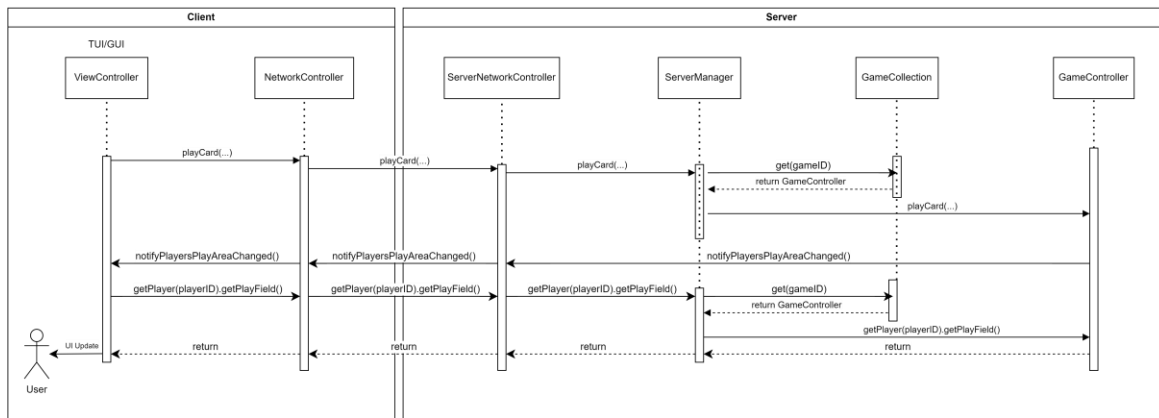 Client
Server
TUI/GUI
ViewController
NetworkController
ServerNetworkController
ServerManager
GameCollection
GameController
playCard(...)
playCard(...)
playCard(...)
get(gameID)
return GameController
playCard(...)
notifyPlayersPlayAreaChanged()
notifyPlayersPlayAreaChanged()
notifyPlayersPlayAreaChanged()
getPlayer(playerID).getPlayField()
getPlayer(playerID).getPlayField()
getPlayer(playerID).getPlayField()
get(gameID)
return GameController
getPlayer(playerID).getPlayField()
UI Update
return
return
return
return
User